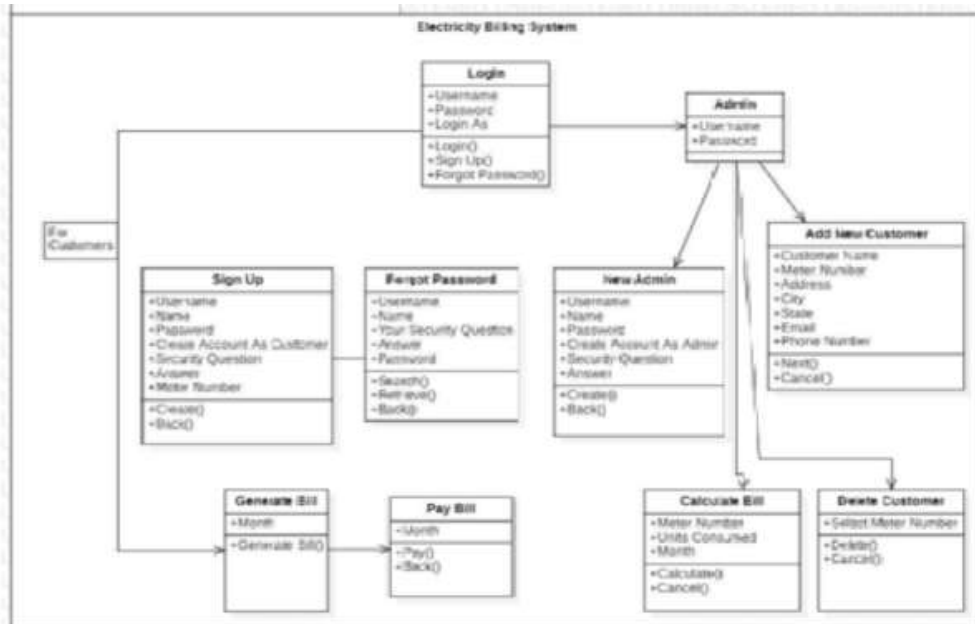 Electricity Billing System
Login
+Username
+Password
+Login As
+Login()
+Sign Up()
+Forgot Password()
Admin
+Username
+Password
For
Customers
Sign Up
+Username
+Name
+Password
+Create Account As Customer
+Security Question
+Answer
+Meter Number
+Create()
+Back()
Forgot Password
+Username
+Name
+Your Security Question
+Answer
+Password
+Search()
+Retrieve()
+Back()
New Admin
+Username
+Name
+Password
+Create Account As Admin
+Security Question
+Answer
+Create()
+Back()
Add New Customer
+Customer Name
+Meter Number
+Address
+City
+State
+Email
+Phone Number
+Next()
+Cancel()
Generate Bill
+Month
+Generate Bill()
Pay Bill
+Month
+Pay()
+Back()
Calculate Bill
+Meter Number
+Units Consumed
+Month
+Calculate()
+Cancel()
Delete Customer
+Select Meter Number
+Delete()
+Cancel()